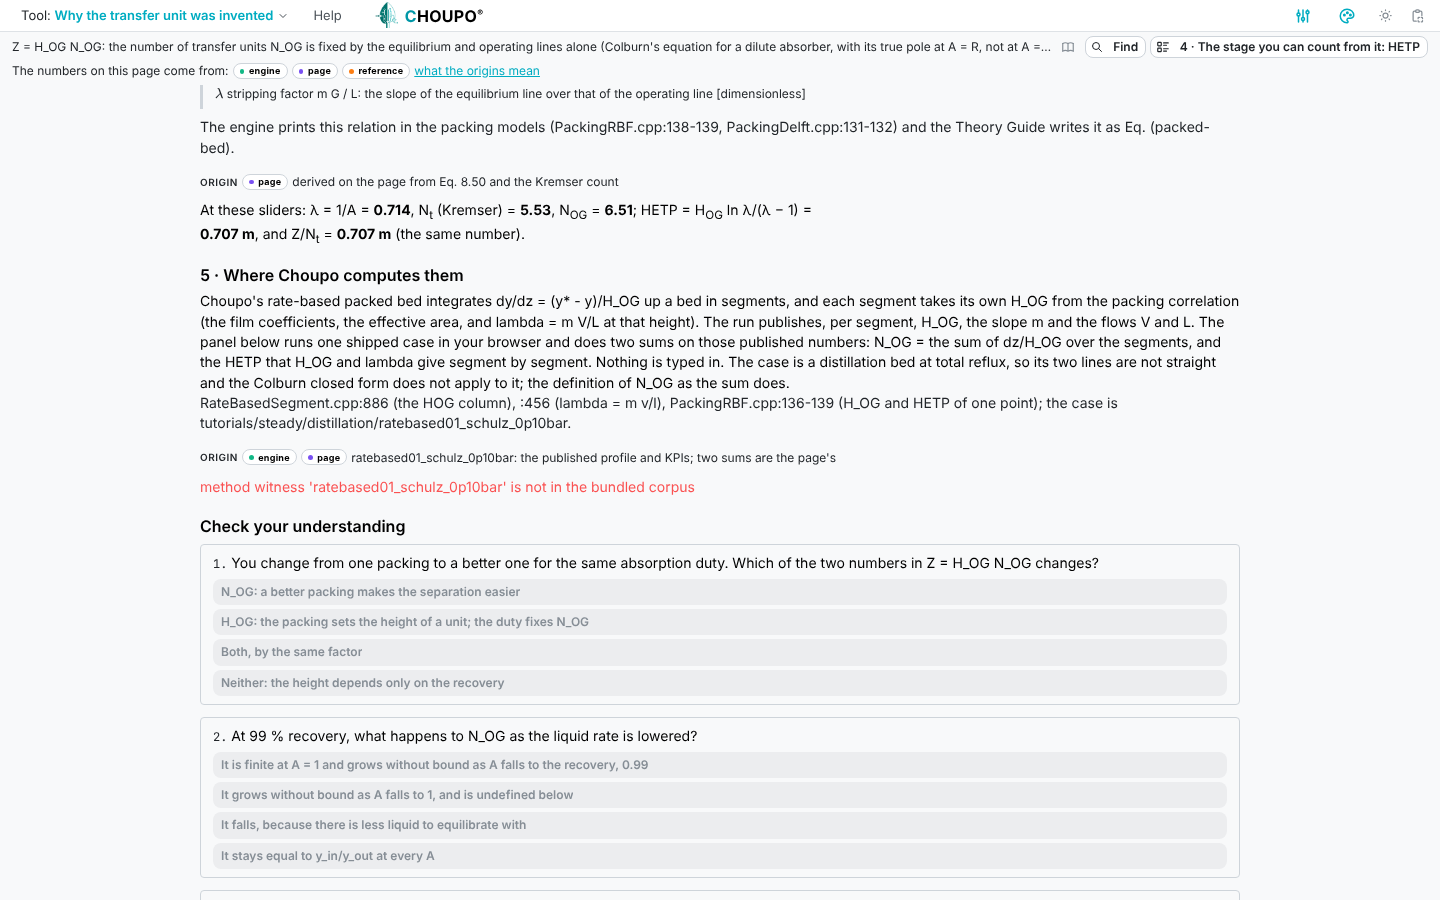 Tool: Why the transfer unit was invented
Help
CHOUPO®
Z = H_OG N_OG: the number of transfer units N_OG is fixed by the equilibrium and operating lines alone (Colburn's equation for a dilute absorber, with its true pole at A = R, not at A =...
Find
4 · The stage you can count from it: HETP
The numbers on this page come from: engine page reference what the origins mean
λ stripping factor m G / L: the slope of the equilibrium line over that of the operating line [dimensionless]
The engine prints this relation in the packing models (PackingRBF.cpp:138-139, PackingDelft.cpp:131-132) and the Theory Guide writes it as Eq. (packed-
bed).
ORIGIN page derived on the page from Eq. 8.50 and the Kremser count
At these sliders: λ = 1/A = 0.714, Nt (Kremser) = 5.53, NOG = 6.51; HETP = HOG ln λ/(λ − 1) =
0.707 m, and Z/Nt = 0.707 m (the same number).
5 · Where Choupo computes them
Choupo's rate-based packed bed integrates dy/dz = (y* - y)/H_OG up a bed in segments, and each segment takes its own H_OG from the packing correlation
(the film coefficients, the effective area, and lambda = m V/L at that height). The run publishes, per segment, H_OG, the slope m and the flows V and L. The
panel below runs one shipped case in your browser and does two sums on those published numbers: N_OG = the sum of dz/H_OG over the segments, and
the HETP that H_OG and lambda give segment by segment. Nothing is typed in. The case is a distillation bed at total reflux, so its two lines are not straight
and the Colburn closed form does not apply to it; the definition of N_OG as the sum does.
RateBasedSegment.cpp:886 (the HOG column), :456 (lambda = m v/l), PackingRBF.cpp:136-139 (H_OG and HETP of one point); the case is
tutorials/steady/distillation/ratebased01_schulz_0p10bar.
ORIGIN engine page ratebased01_schulz_0p10bar: the published profile and KPIs; two sums are the page's
method witness 'ratebased01_schulz_0p10bar' is not in the bundled corpus
Check your understanding
1. You change from one packing to a better one for the same absorption duty. Which of the two numbers in Z = H_OG N_OG changes?
N_OG: a better packing makes the separation easier
H_OG: the packing sets the height of a unit; the duty fixes N_OG
Both, by the same factor
Neither: the height depends only on the recovery
2. At 99 % recovery, what happens to N_OG as the liquid rate is lowered?
It is finite at A = 1 and grows without bound as A falls to the recovery, 0.99
It grows without bound as A falls to 1, and is undefined below
It falls, because there is less liquid to equilibrate with
It stays equal to y_in/y_out at every A